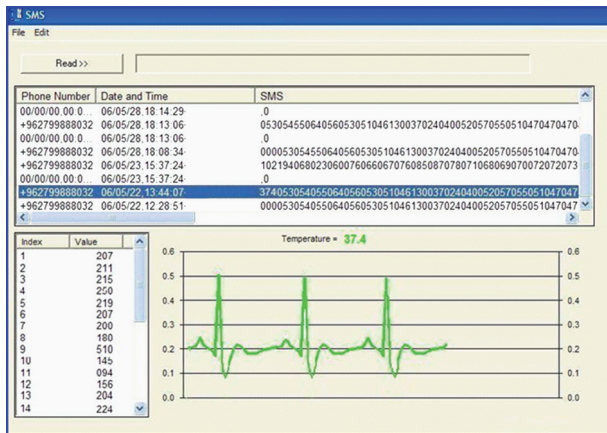 SMS
File Edit
Read >>
Phone Number Date and Time SMS
00/00/00,00:0... 06/05/28,18:14:29- ,0
+962799888032 06/05/28,18:13:06- 05305455064056053051046130037024040052057055051047047047​0-
00/00/00,00:0... 06/05/28,18:13:06- ,0
+962799888032 06/05/28,18:08:34- 
+962799888032 06/05/23,15:37:24- 
00/00/00,00:0... 06/05/23,15:37:24- ,0
+962799888032 06/05/22,13:44:07- 
+962799888032 06/05/22,12:28:51- 
Index Value
1 207
2 211
3 215
4 250
5 219
6 207
7 200
8 180
9 510
10 145
11 094
12 156
13 204
14 224
Temperature = 37.4
0.6 0.6
0.5 0.5
0.4 0.4
0.3 0.3
0.2 0.2
0.1 0.1
0.0 0.0